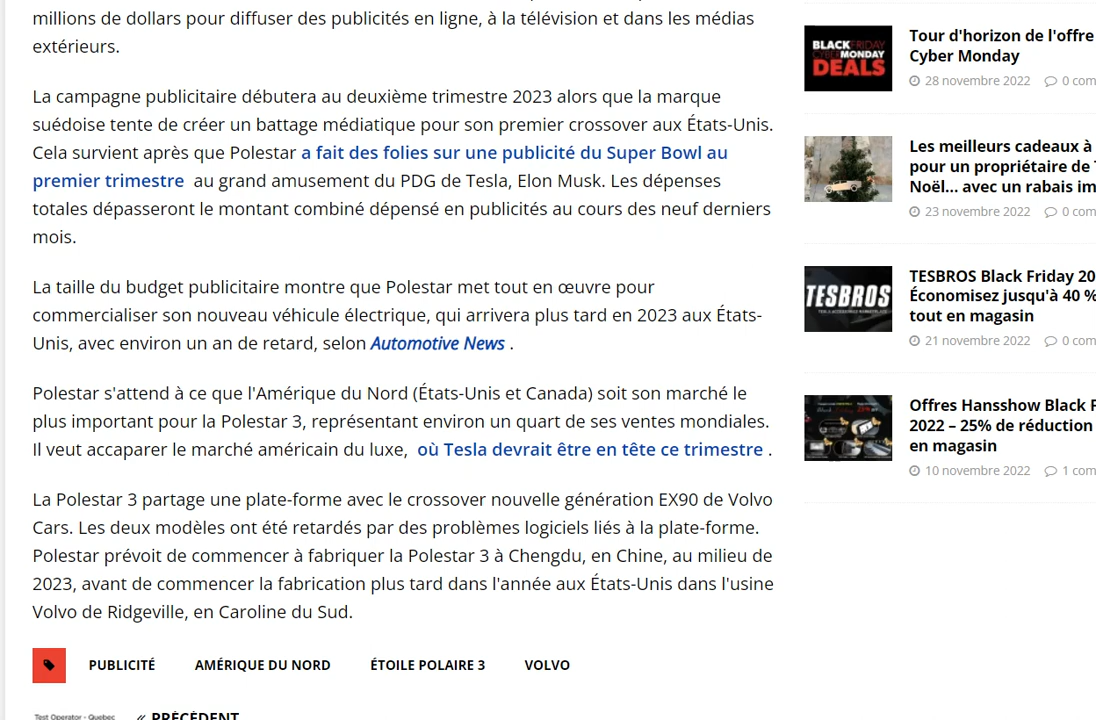 millions de dollars pour diffuser des publicités en ligne, à la télévision et dans les médias
extérieurs.
La campagne publicitaire débutera au deuxième trimestre 2023 alors que la marque
suédoise tente de créer un battage médiatique pour son premier crossover aux États-Unis.
Cela survient après que Polestar a fait des folies sur une publicité du Super Bowl au
premier trimestre au grand amusement du PDG de Tesla, Elon Musk. Les dépenses
totales dépasseront le montant combiné dépensé en publicités au cours des neuf derniers
mois.
La taille du budget publicitaire montre que Polestar met tout en œuvre pour
commercialiser son nouveau véhicule électrique, qui arrivera plus tard en 2023 aux États-
Unis, avec environ un an de retard, selon Automotive News .
Polestar s'attend à ce que l'Amérique du Nord (États-Unis et Canada) soit son marché le
plus important pour la Polestar 3, représentant environ un quart de ses ventes mondiales.
Il veut accaparer le marché américain du luxe, où Tesla devrait être en tête ce trimestre .
La Polestar 3 partage une plate-forme avec le crossover nouvelle génération EX90 de Volvo
Cars. Les deux modèles ont été retardés par des problèmes logiciels liés à la plate-forme.
Polestar prévoit de commencer à fabriquer la Polestar 3 à Chengdu, en Chine, au milieu de
2023, avant de commencer la fabrication plus tard dans l'année aux États-Unis dans l'usine
Volvo de Ridgeville, en Caroline du Sud.
PUBLICITÉ AMÉRIQUE DU NORD ÉTOILE POLAIRE 3 VOLVO
Test Operator - Quebec
« PRÉCÉDENT
BLACK FRIDAY
CYBER MONDAY
DEALS
Tour d'horizon de l'offre
Cyber Monday
28 novembre 2022 0 com
Les meilleurs cadeaux à
pour un propriétaire de T
Noël... avec un rabais im
23 novembre 2022 0 com
TESBROS
TESBROS Black Friday 20
Économisez jusqu'à 40 %
tout en magasin
21 novembre 2022 0 com
Offres Hansshow Black F
2022 – 25% de réduction
en magasin
10 novembre 2022 1 com